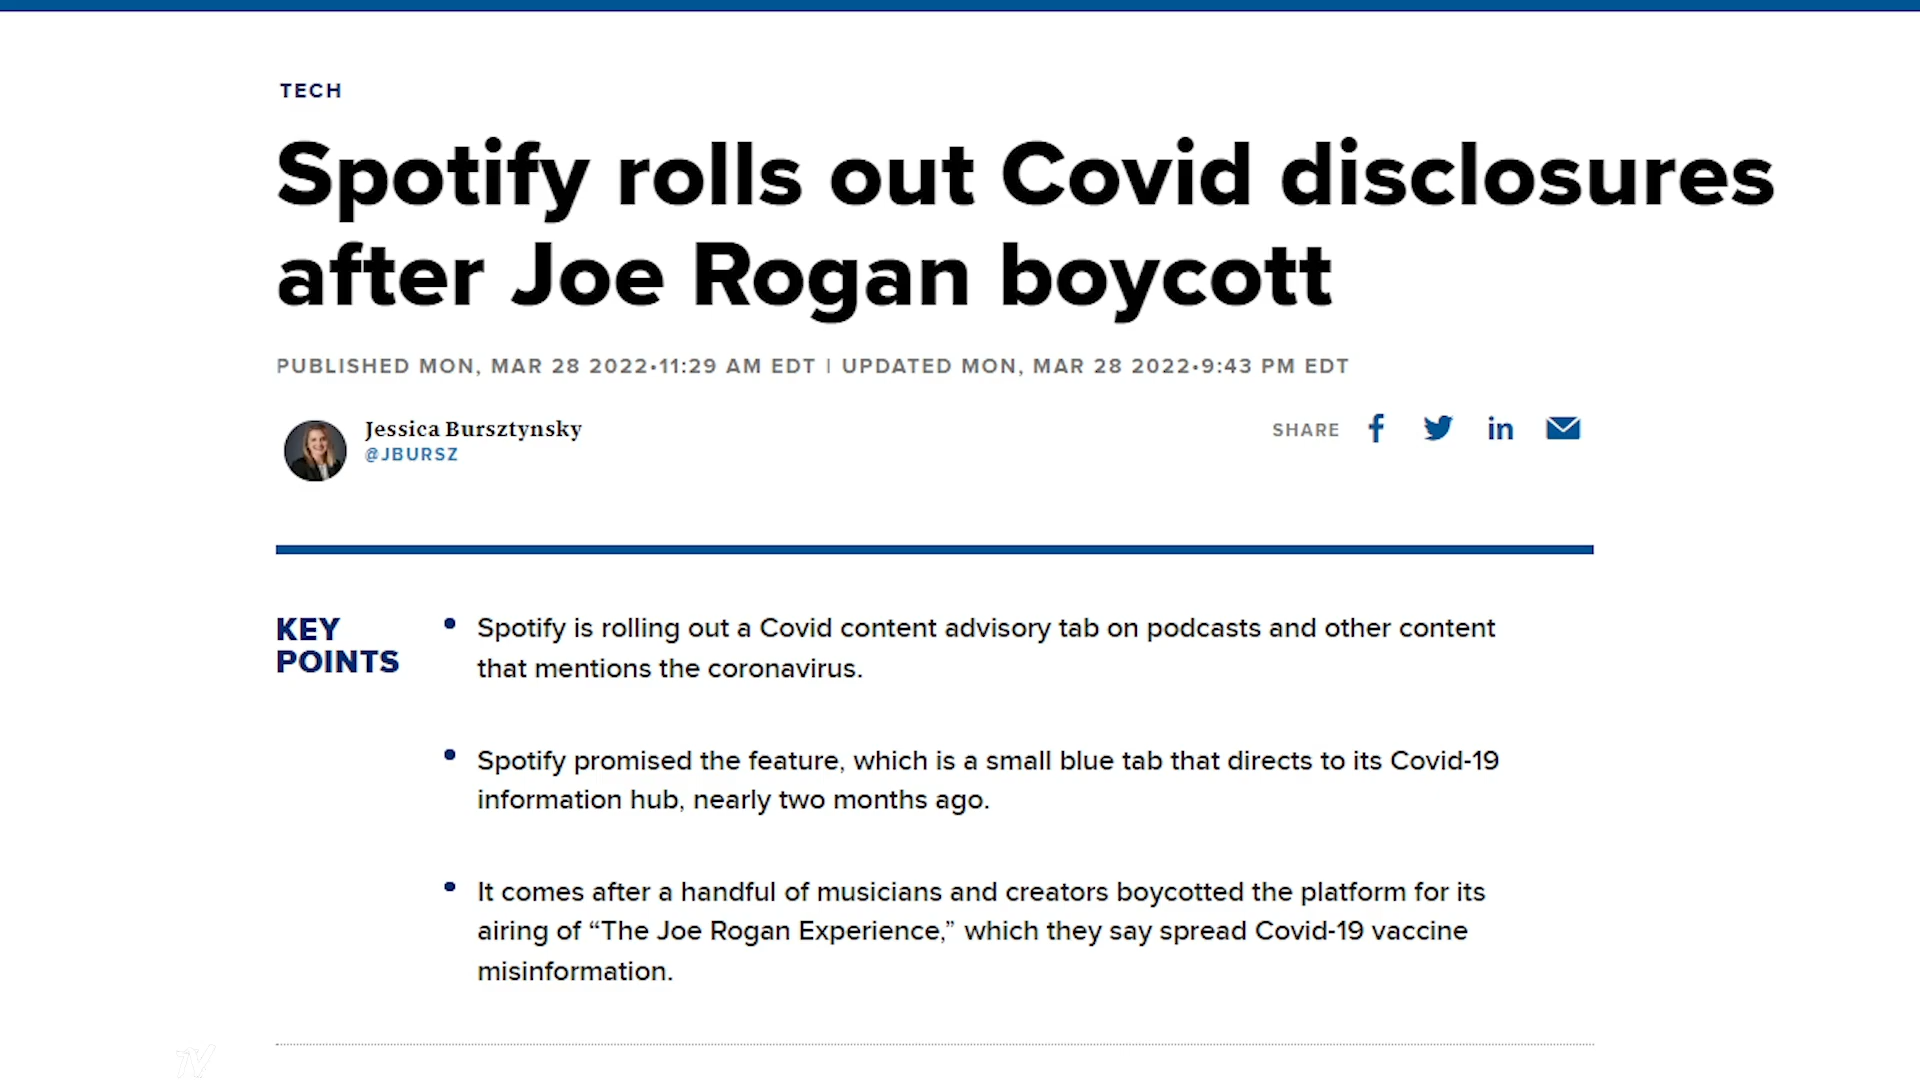 TECH
Spotify rolls out Covid disclosures
after Joe Rogan boycott
PUBLISHED MON, MAR 28 2022•11:29 AM EDT | UPDATED MON, MAR 28 2022•9:43 PM EDT
Jessica Bursztynsky
@JBURSZ
SHARE
KEY
POINTS
• Spotify is rolling out a Covid content advisory tab on podcasts and other content
that mentions the coronavirus.
• Spotify promised the feature, which is a small blue tab that directs to its Covid-19
information hub, nearly two months ago.
• It comes after a handful of musicians and creators boycotted the platform for its
airing of “The Joe Rogan Experience,” which they say spread Covid-19 vaccine
misinformation.